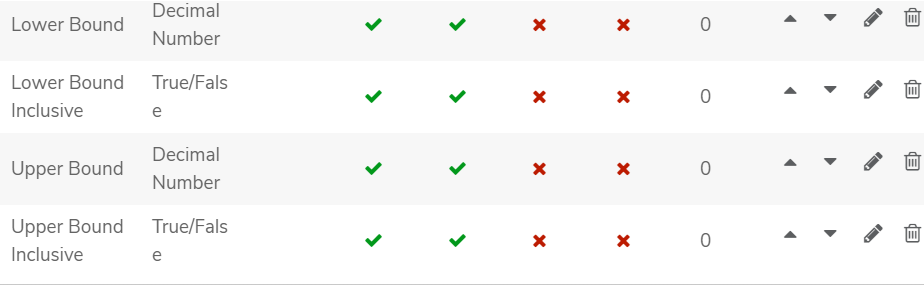 Lower Bound Decimal
Number 0
Lower Bound True/Fals
Inclusive e 0
Upper Bound Decimal
Number 0
Upper Bound True/Fals
Inclusive e 0